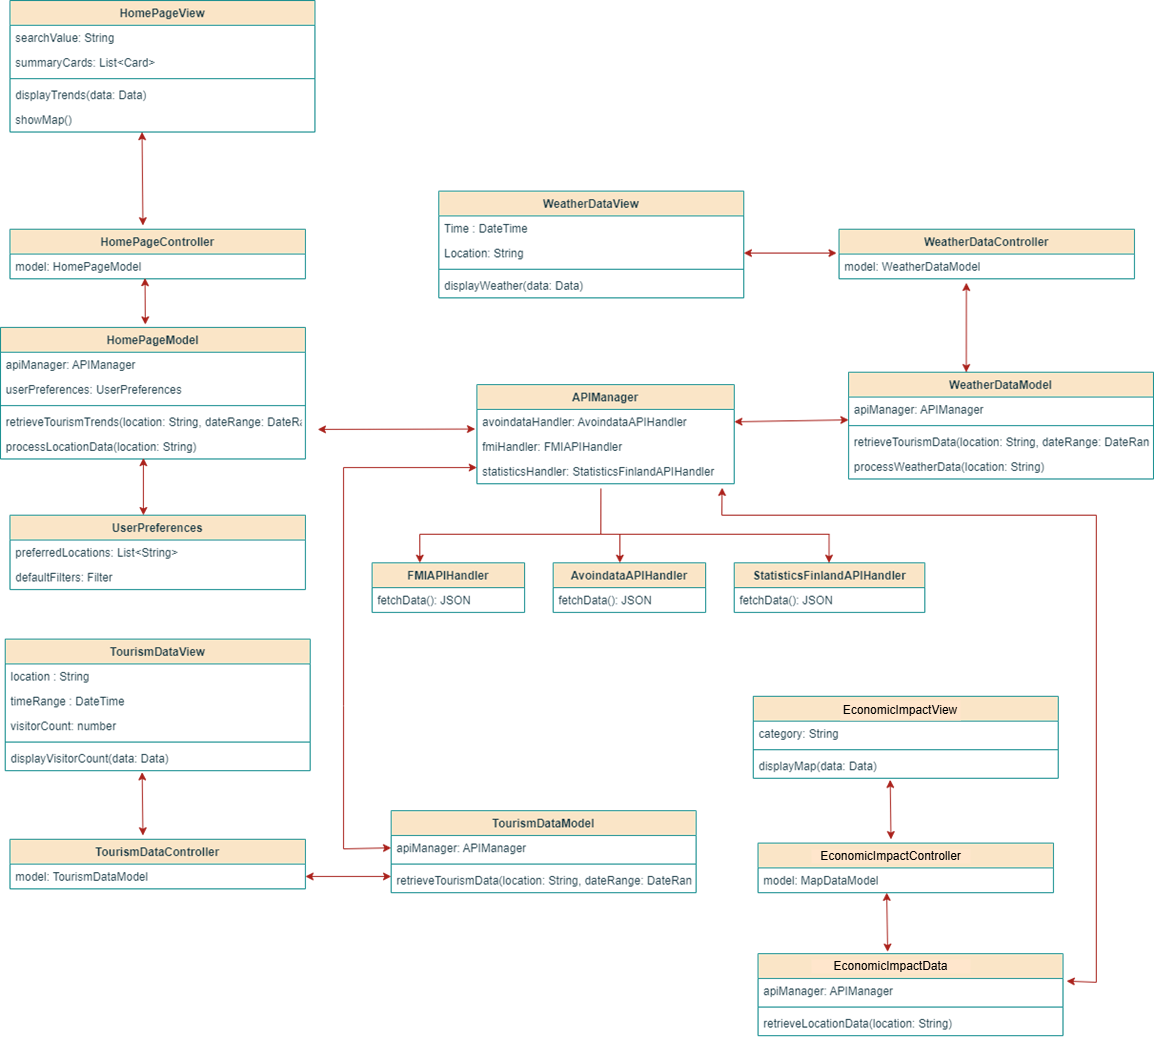 HomePageView
searchValue: String
summaryCards: List<Card>
displayTrends(data: Data)
showMap()
HomePageController
model: HomePageModel
HomePageModel
apiManager: APIManager
userPreferences: UserPreferences
retrieveTourismTrends(location: String, dateRange: DateRa
processLocationData(location: String)
UserPreferences
preferredLocations: List<String>
defaultFilters: Filter
WeatherDataView
Time : DateTime
Location: String
displayWeather(data: Data)
WeatherDataController
model: WeatherDataModel
WeatherDataModel
apiManager: APIManager
retrieveTourismData(location: String, dateRange: DateRan
processWeatherData(location: String)
APIManager
avoindataHandler: AvoindataAPIHandler
fmiHandler: FMIAPIHandler
statisticsHandler: StatisticsFinlandAPIHandler
FMIAPIHandler
fetchData(): JSON
AvoindataAPIHandler
fetchData(): JSON
StatisticsFinlandAPIHandler
fetchData(): JSON
TourismDataView
location : String
timeRange : DateTime
visitorCount: number
displayVisitorCount(data: Data)
TourismDataController
model: TourismDataModel
TourismDataModel
apiManager: APIManager
retrieveTourismData(location: String, dateRange: DateRan
EconomicImpactView
category: String
displayMap(data: Data)
EconomicImpactController
model: MapDataModel
EconomicImpactData
apiManager: APIManager
retrieveLocationData(location: String)